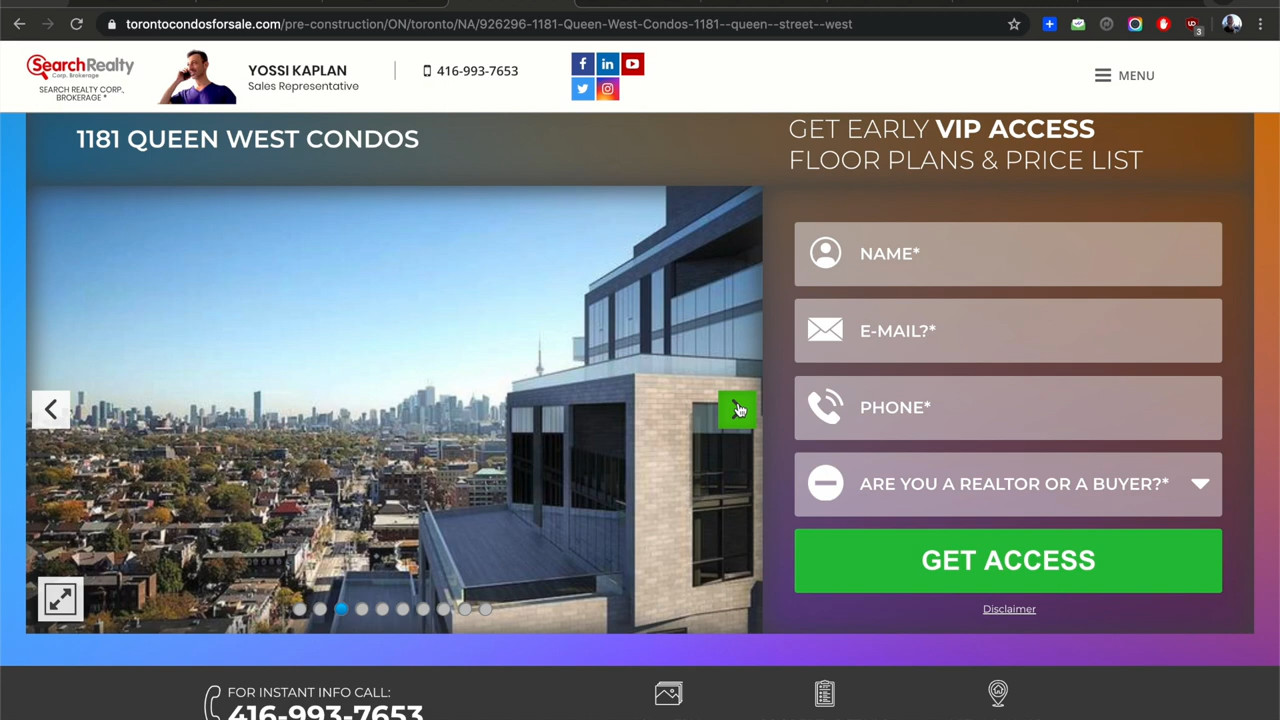 torontocondosforsale.com/pre-construction/ON/toronto/NA/926296-1181-Queen-West-Condos-1181--queen--street--west
3
SearchRealty
Corp. Brokerage
SEARCH REALTY CORP.,
BROKERAGE *
YOSSI KAPLAN
Sales Representative
416-993-7653
MENU
1181 QUEEN WEST CONDOS
GET EARLY VIP ACCESS
FLOOR PLANS & PRICE LIST
NAME*
E-MAIL?*
PHONE*
ARE YOU A REALTOR OR A BUYER?*
GET ACCESS
Disclaimer
FOR INSTANT INFO CALL:
416-993-7653